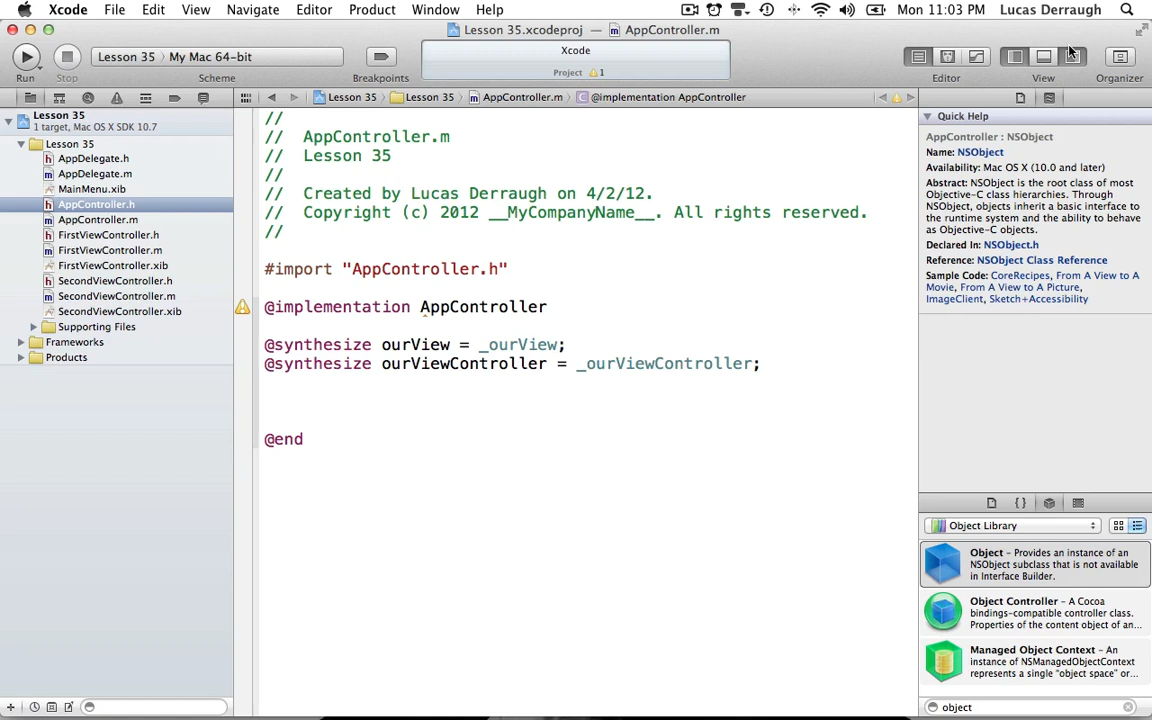 Xcode File Edit View Navigate Editor Product Window Help Mon 11:03 PM Lucas Derraugh
Lesson 35.xcodeproj — AppController.m
Lesson 35 My Mac 64-bit
Xcode
Project 1
Run Stop Scheme Breakpoints Editor View Organizer
Lesson 35 Lesson 35 AppController.m @implementation AppController
Lesson 35
1 target, Mac OS X SDK 10.7
Lesson 35
AppDelegate.h
AppDelegate.m
MainMenu.xib
AppController.h
AppController.m
FirstViewController.h
FirstViewController.m
FirstViewController.xib
SecondViewController.h
SecondViewController.m
SecondViewController.xib
Supporting Files
Frameworks
Products
//
// AppController.m
// Lesson 35
//
// Created by Lucas Derraugh on 4/2/12.
// Copyright (c) 2012 __MyCompanyName__. All rights reserved.
//
#import "AppController.h"
@implementation AppController
@synthesize ourView = _ourView;
@synthesize ourViewController = _ourViewController;
@end
Quick Help
AppController : NSObject
Name: NSObject
Availability: Mac OS X (10.0 and later)
Abstract: NSObject is the root class of most
Objective-C class hierarchies. Through
NSObject, objects inherit a basic interface to
the runtime system and the ability to behave
as Objective-C objects.
Declared In: NSObject.h
Reference: NSObject Class Reference
Sample Code: CoreRecipes, From A View to A
Movie, From A View to A Picture,
ImageClient, Sketch+Accessibility
{}
Object Library
Object - Provides an instance of an
NSObject subclass that is not available
in Interface Builder.
Object Controller - A Cocoa
bindings-compatible controller class.
Properties of the content object of an...
Managed Object Context - An
instance of NSManagedObjectContext
represents a single "object space" or...
object